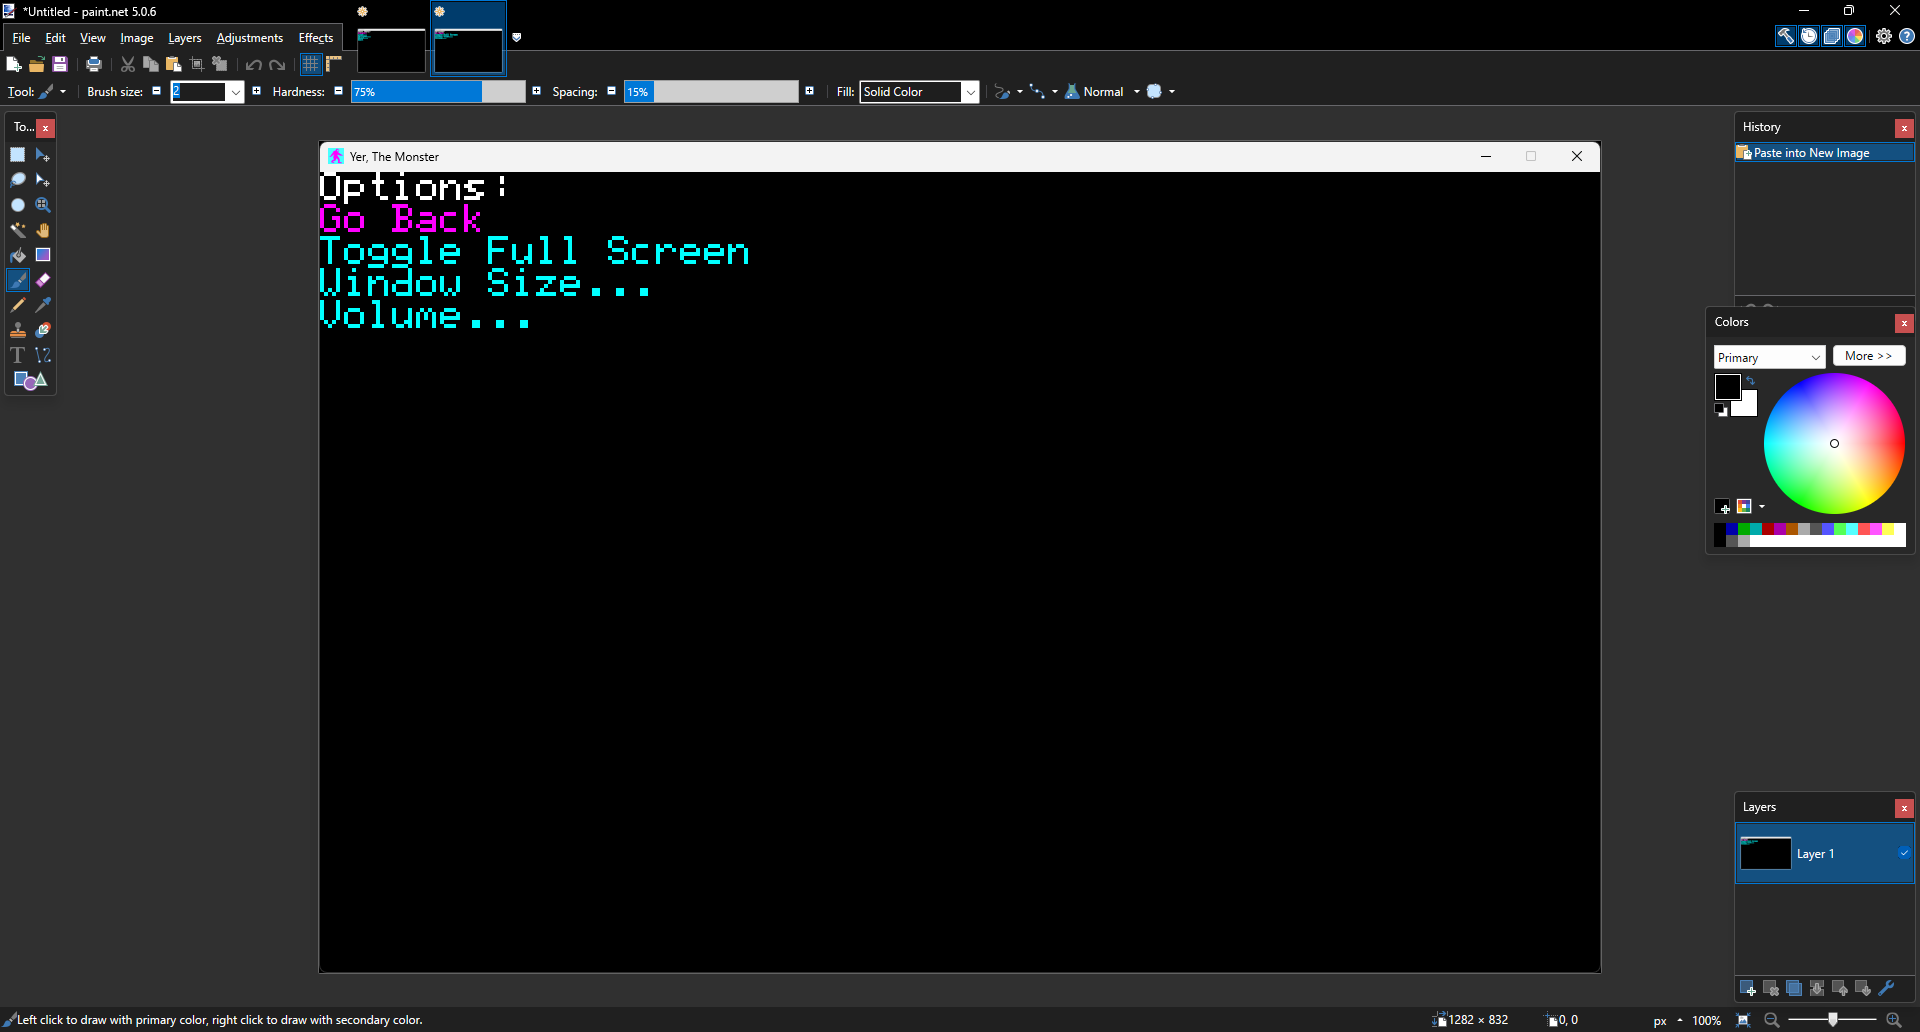 *Untitled - paint.net 5.0.6
File Edit View Image Layers Adjustments Effects
Tool: Brush size: 2 Hardness: 75% Spacing: 15% Fill: Solid Color Normal
To...
Yer, The Monster
Options:
Go Back
Toggle Full Screen
Window Size...
Volume...
History
Paste into New Image
Colors
Primary
More >>
Layers
Layer 1
Left click to draw with primary color, right click to draw with secondary color.
1282 × 832
0, 0
px
100%